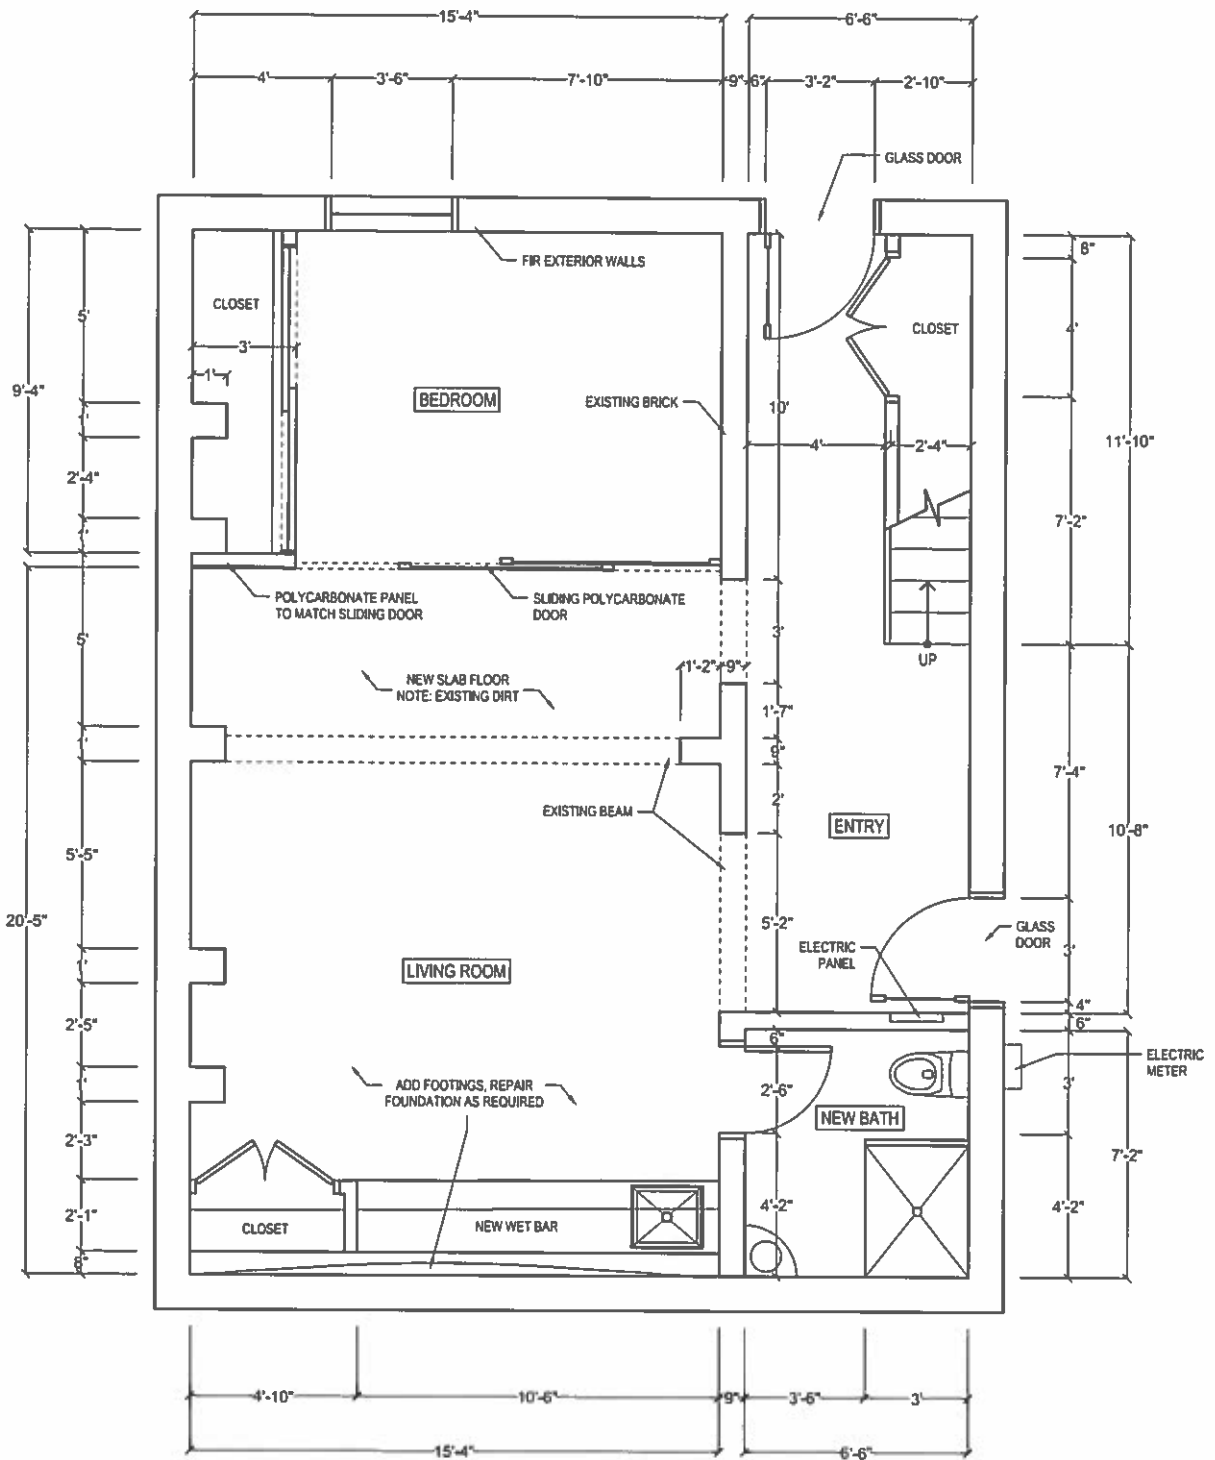 15'-4"
6'-6"
4'
3'-6"
7'-10"
9"
6"
3'-2"
2'-10"
GLASS DOOR
FIR EXTERIOR WALLS
8"
5'
CLOSET
CLOSET
4'
3'
9'-4"
1'
BEDROOM
EXISTING BRICK
10'
1'
4'
2'-4"
11'-10"
2'-4"
7'-2"
1'
POLYCARBONATE PANEL
TO MATCH SLIDING DOOR
SLIDING POLYCARBONATE
DOOR
5'
3'
UP
1'-2"
9"
NEW SLAB FLOOR
NOTE: EXISTING DIRT
1'-7"
1'
9"
7'-4"
2'
EXISTING BEAM
ENTRY
10'-8"
5'-5"
20'-5"
5'-2"
GLASS
DOOR
ELECTRIC
PANEL
3'
1'
LIVING ROOM
4"
2'-5"
6"
6"
ELECTRIC
METER
1'
ADD FOOTINGS, REPAIR
FOUNDATION AS REQUIRED
2'-6"
3'
NEW BATH
2'-3"
7'-2"
4'-2"
4'-2"
2'-1"
CLOSET
NEW WET BAR
8"
4'-10"
10'-6"
9"
3'-6"
3'
15'-4"
6'-6"